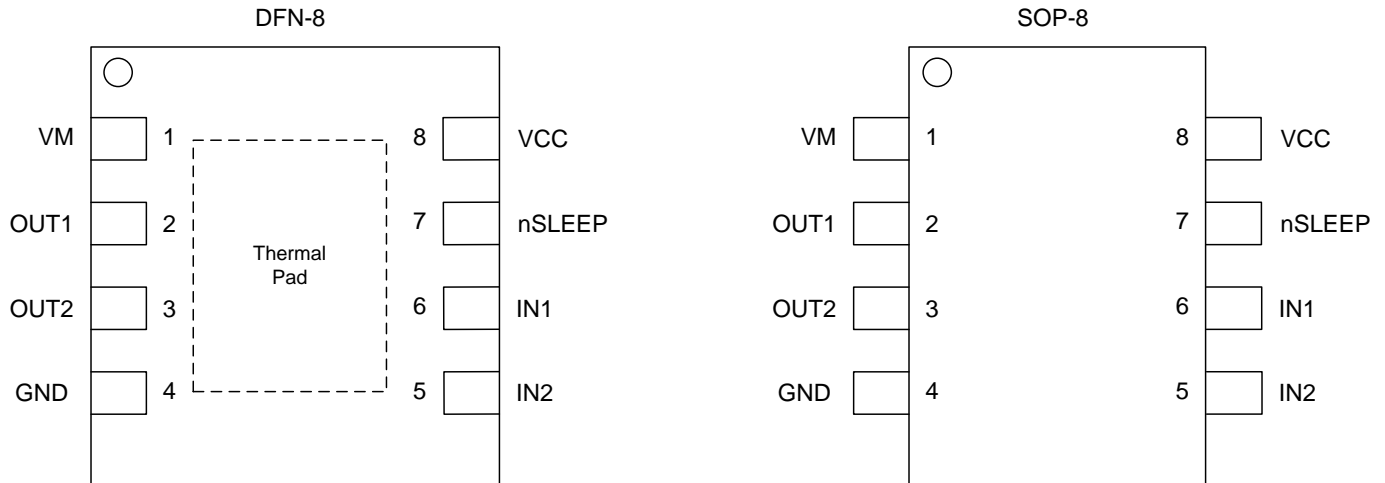 DFN-8
VM 1 8 VCC
OUT1 2 7 nSLEEP
Thermal
Pad
OUT2 3 6 IN1
GND 4 5 IN2
SOP-8
VM 1 8 VCC
OUT1 2 7 nSLEEP
OUT2 3 6 IN1
GND 4 5 IN2